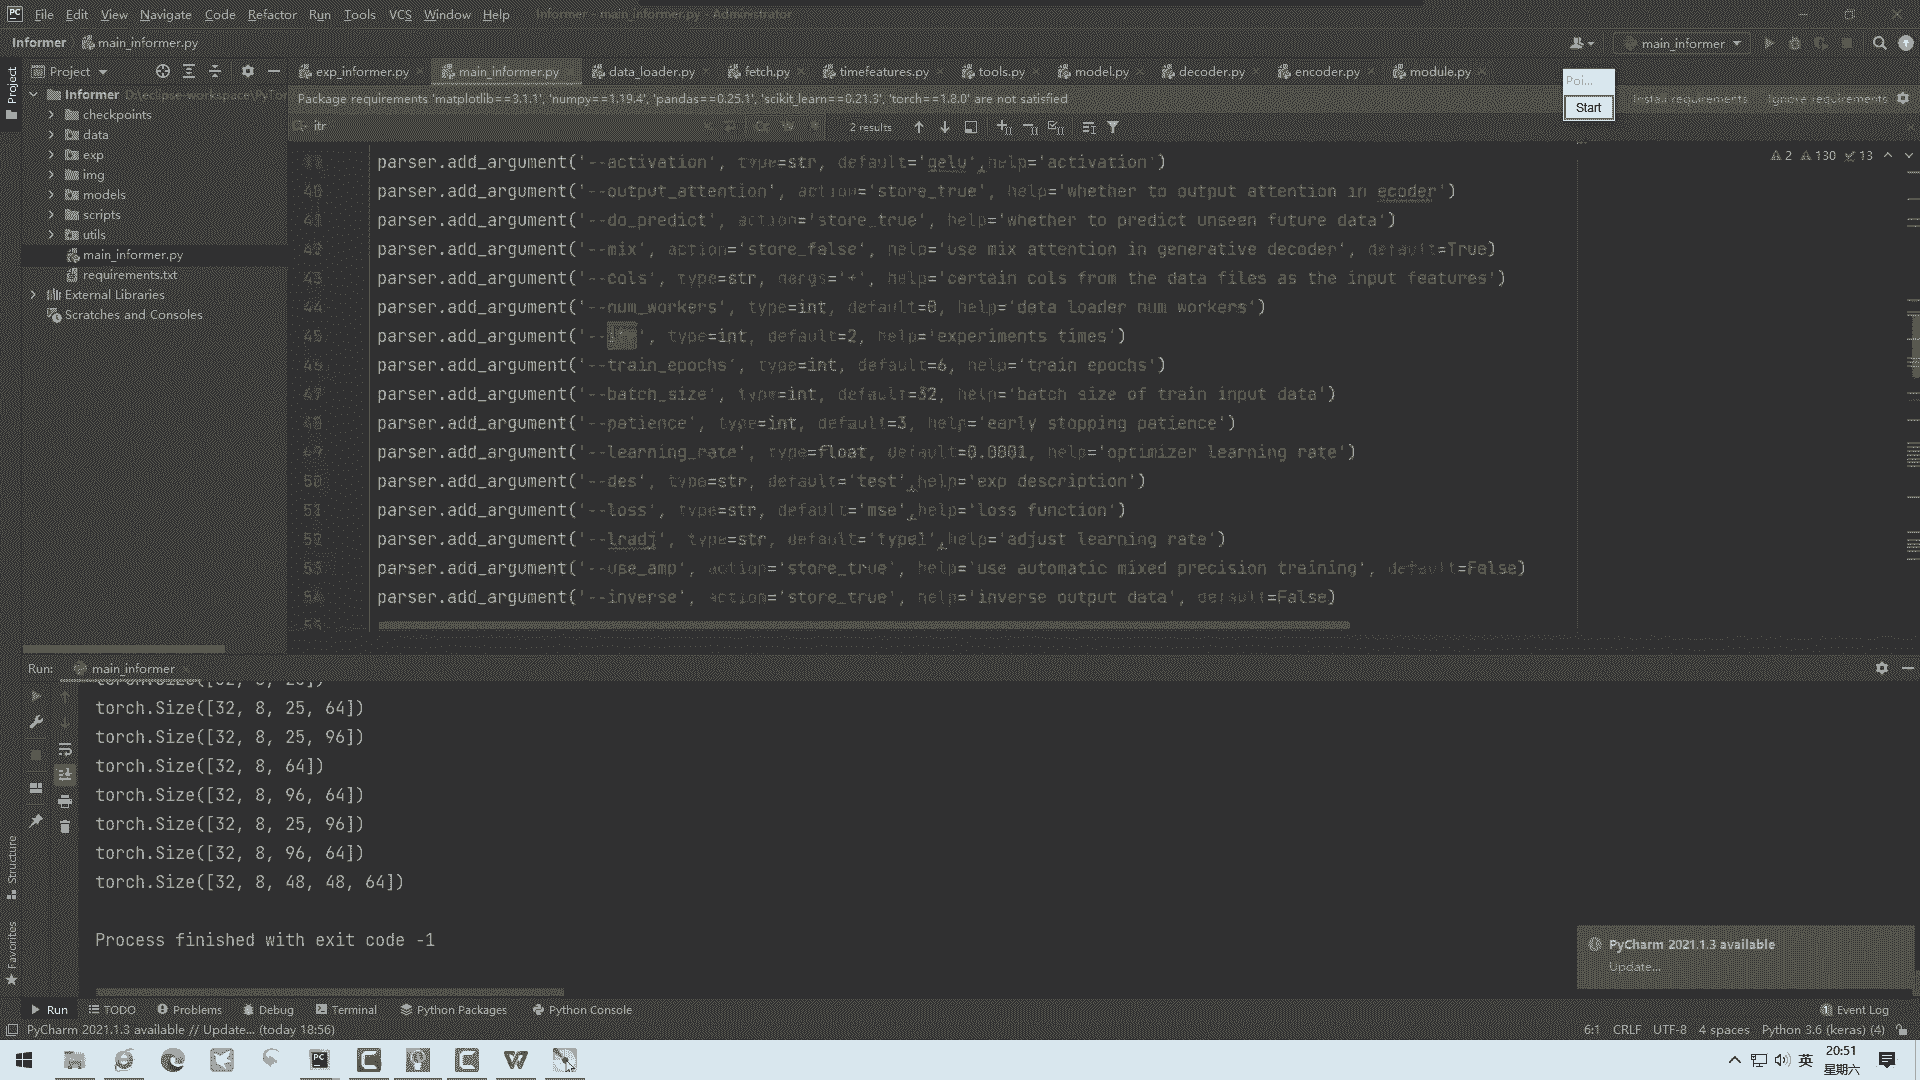 File Edit View Navigate Code Refactor Run Tools VCS Window Help Informer - main_informer.py - Administrator
Informer main_informer.py main_informer
Project exp_informer.py main_informer.py data_loader.py fetch.py timefeatures.py tools.py model.py decoder.py encoder.py module.py
Poi...
Start
Package requirements 'matplotlib==3.1.1', 'numpy==1.19.4', 'pandas==0.25.1', 'scikit_learn==0.21.3', 'torch==1.8.0' are not satisfied Install requirements Ignore requirements
itr 2 results
2 130 13
Project
Informer D:\eclipse-workspace\PyTor
checkpoints
data
exp
img
models
scripts
utils
main_informer.py
requirements.txt
External Libraries
Scratches and Consoles
parser.add_argument('--activation', type=str, default='gelu',help='activation')
40 parser.add_argument('--output_attention', action='store_true', help='whether to output attention in ecoder')
41 parser.add_argument('--do_predict', action='store_true', help='whether to predict unseen future data')
42 parser.add_argument('--mix', action='store_false', help='use mix attention in generative decoder', default=True)
43 parser.add_argument('--cols', type=str, nargs='+', help='certain cols from the data files as the input features')
44 parser.add_argument('--num_workers', type=int, default=0, help='data loader num workers')
45 parser.add_argument('--itr', type=int, default=2, help='experiments times')
46 parser.add_argument('--train_epochs', type=int, default=6, help='train epochs')
47 parser.add_argument('--batch_size', type=int, default=32, help='batch size of train input data')
48 parser.add_argument('--patience', type=int, default=3, help='early stopping patience')
49 parser.add_argument('--learning_rate', type=float, default=0.0001, help='optimizer learning rate')
50 parser.add_argument('--des', type=str, default='test',help='exp description')
51 parser.add_argument('--loss', type=str, default='mse',help='loss function')
52 parser.add_argument('--lradj', type=str, default='type1',help='adjust learning rate')
53 parser.add_argument('--use_amp', action='store_true', help='use automatic mixed precision training', default=False)
54 parser.add_argument('--inverse', action='store_true', help='inverse output data', default=False)
55
Run: main_informer
torch.Size([32, 8, 25, 64])
torch.Size([32, 8, 25, 96])
torch.Size([32, 8, 64])
torch.Size([32, 8, 96, 64])
torch.Size([32, 8, 25, 96])
torch.Size([32, 8, 96, 64])
torch.Size([32, 8, 48, 48, 64])
Process finished with exit code -1
Structure
Favorites
PyCharm 2021.1.3 available
Update...
Run TODO Problems Debug Terminal Python Packages Python Console Event Log
PyCharm 2021.1.3 available // Update... (today 18:56) 6:1 CRLF UTF-8 4 spaces Python 3.6 (keras) (4)
英 20:51
星期六